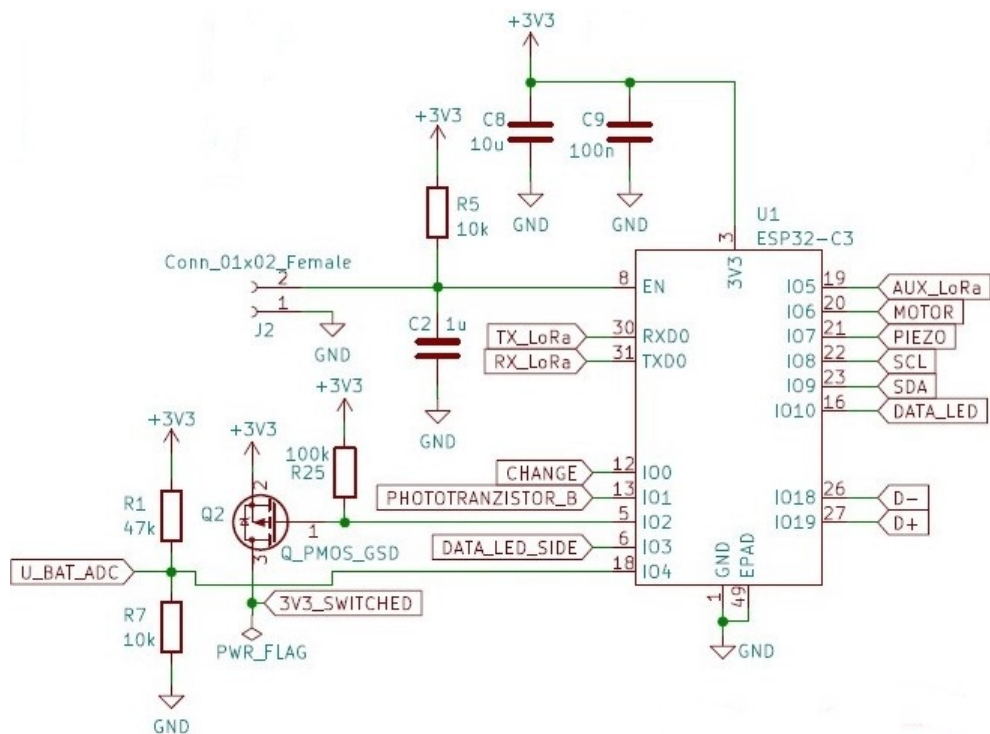 +3V3
+3V3
C8
10u
C9
100n
GND
GND
R5
10k
U1
ESP32-C3
Conn_01x02_Female
2
1
J2
GND
C2 1u
GND
3
3V3
8 EN
TX_LoRa 30 RXD0
RX_LoRa 31 TXD0
IO5 19 AUX_LoRa
IO6 20 MOTOR
IO7 21 PIEZO
IO8 22 SCL
IO9 23 SDA
IO10 16 DATA_LED
+3V3
100k
R25
CHANGE 12 IO0
PHOTOTRANZISTOR_B 13 IO1
5 IO2
DATA_LED_SIDE 6 IO3
18 IO4
IO18 26 D-
IO19 27 D+
+3V3
R1
47k
+3V3
2
Q2
1
Q_PMOS_GSD
3
U_BAT_ADC
R7
10k
3V3_SWITCHED
PWR_FLAG
GND
GND
EPAD
1
49
GND